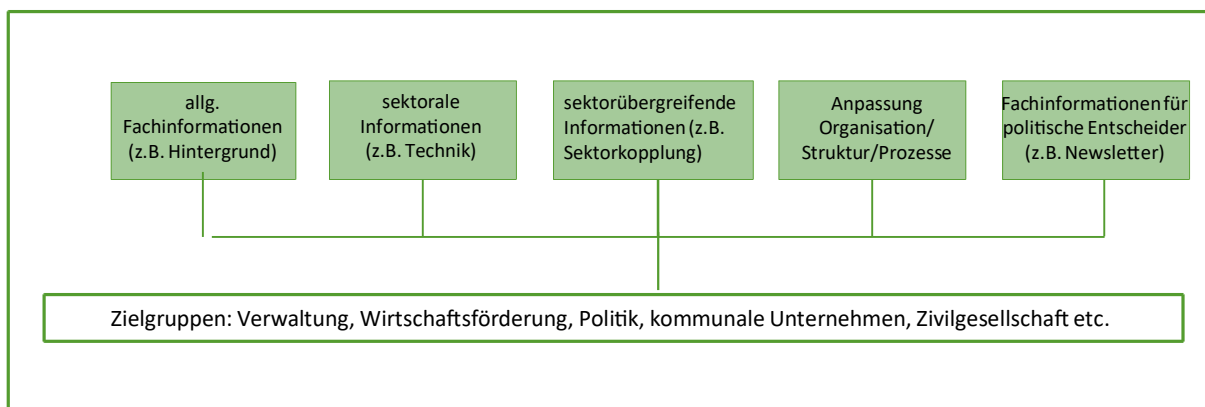 allg.
Fachinformationen
(z.B. Hintergrund)
sektorale
Informationen
(z.B. Technik)
sektorübergreifende
Informationen (z.B.
Sektorkopplung)
Anpassung
Organisation/
Struktur/Prozesse
Fachinformationen für
politische Entscheider
(z.B. Newsletter)
Zielgruppen: Verwaltung, Wirtschaftsförderung, Politik, kommunale Unternehmen, Zivilgesellschaft etc.